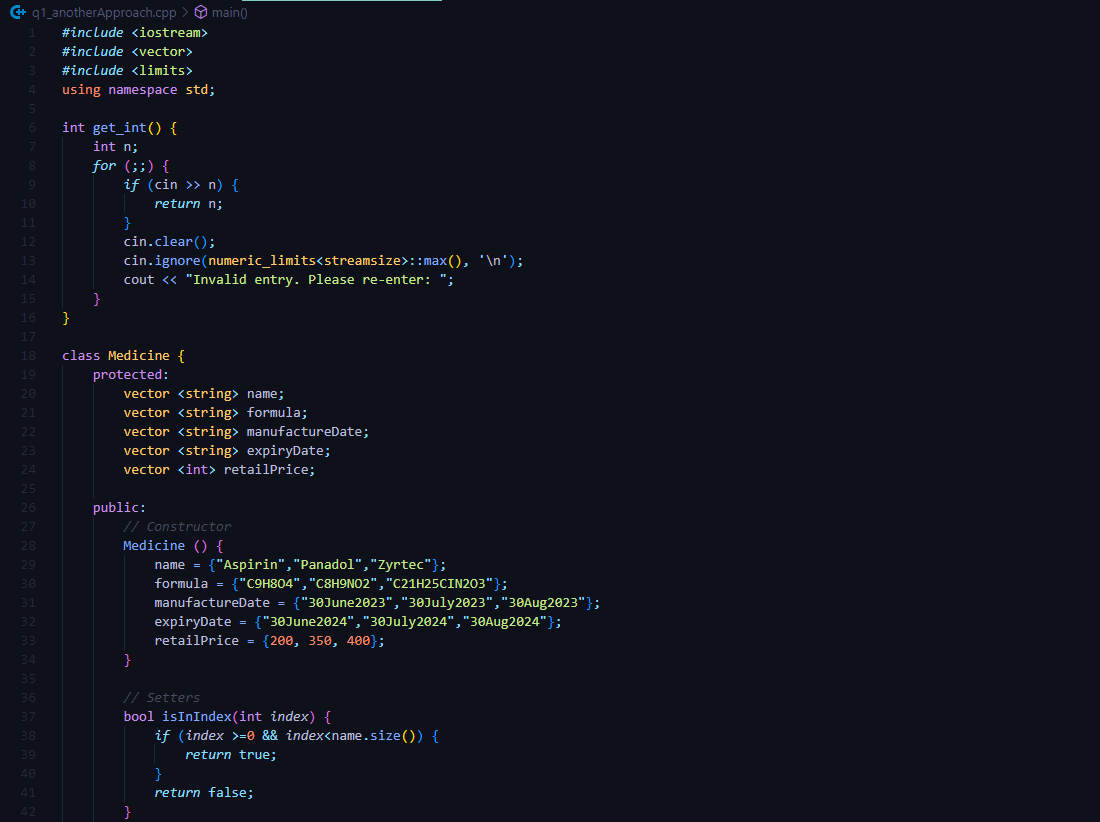 q1_anotherApproach.cpp > main()
1 #include <iostream>
2 #include <vector>
3 #include <limits>
4 using namespace std;
5
6 int get_int() {
7     int n;
8     for (;;) {
9         if (cin >> n) {
10             return n;
11         }
12         cin.clear();
13         cin.ignore(numeric_limits<streamsize>::max(), '\n');
14         cout << "Invalid entry. Please re-enter: ";
15     }
16 }
17
18 class Medicine {
19     protected:
20         vector <string> name;
21         vector <string> formula;
22         vector <string> manufactureDate;
23         vector <string> expiryDate;
24         vector <int> retailPrice;
25
26     public:
27         // Constructor
28         Medicine () {
29             name = {"Aspirin","Panadol","Zyrtec"};
30             formula = {"C9H8O4","C8H9NO2","C21H25CIN2O3"};
31             manufactureDate = {"30June2023","30July2023","30Aug2023"};
32             expiryDate = {"30June2024","30July2024","30Aug2024"};
33             retailPrice = {200, 350, 400};
34         }
35
36         // Setters
37         bool isInIndex(int index) {
38             if (index >=0 && index<name.size()) {
39                 return true;
40             }
41             return false;
42         }